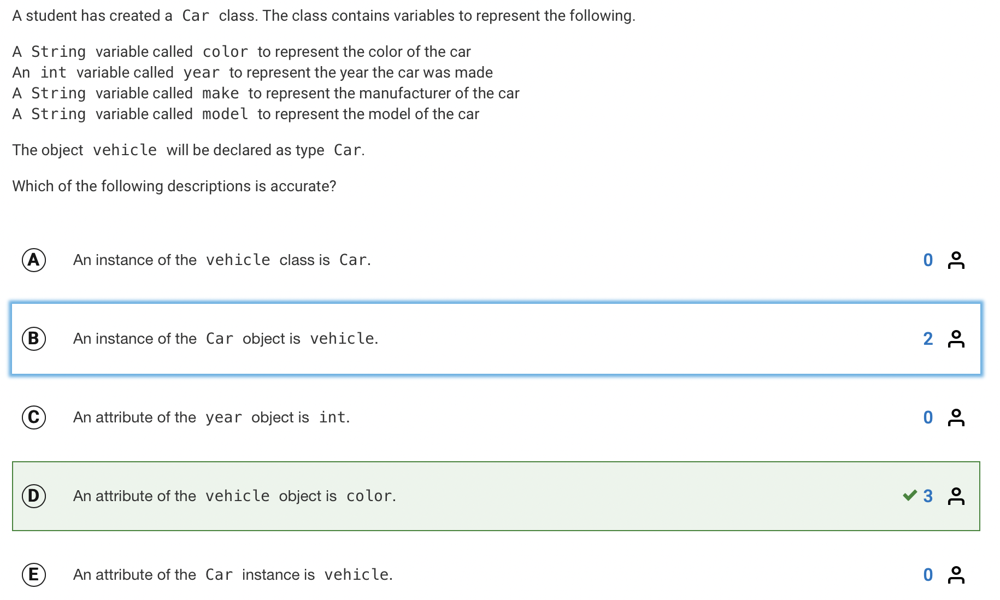 A student has created a Car class. The class contains variables to represent the following.
A String variable called color to represent the color of the car
An int variable called year to represent the year the car was made
A String variable called make to represent the manufacturer of the car
A String variable called model to represent the model of the car
The object vehicle will be declared as type Car.
Which of the following descriptions is accurate?
A An instance of the vehicle class is Car. 0
B An instance of the Car object is vehicle. 2
C An attribute of the year object is int. 0
D An attribute of the vehicle object is color. 3
E An attribute of the Car instance is vehicle. 0